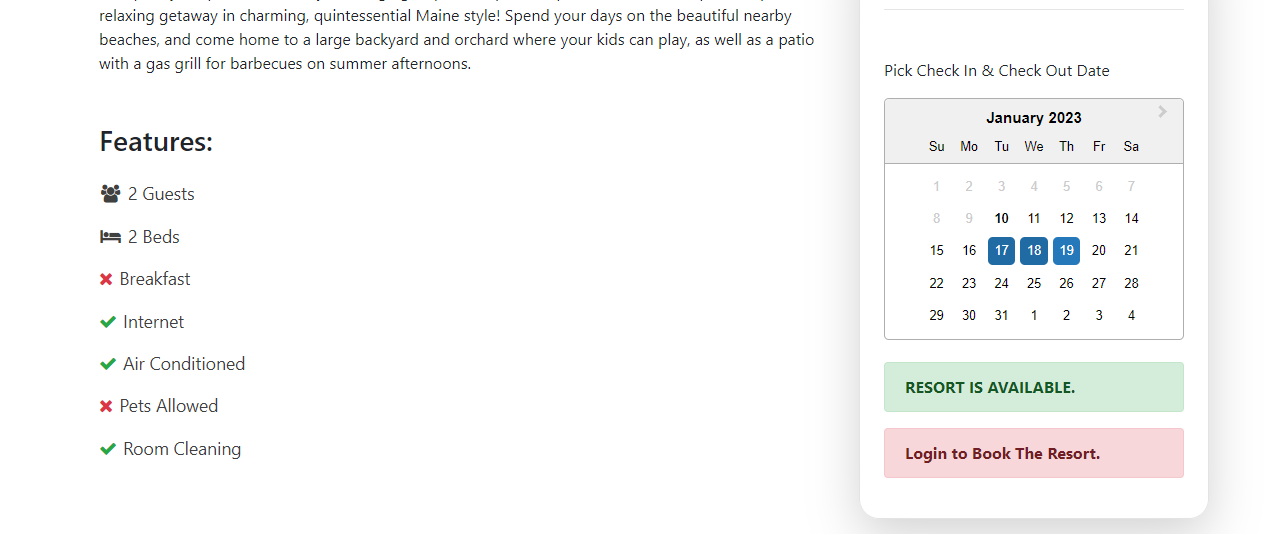 relaxing getaway in charming, quintessential Maine style! Spend your days on the beautiful nearby
beaches, and come home to a large backyard and orchard where your kids can play, as well as a patio
with a gas grill for barbecues on summer afternoons.
Features:
2 Guests
2 Beds
Breakfast
Internet
Air Conditioned
Pets Allowed
Room Cleaning
Pick Check In & Check Out Date
January 2023
Su Mo Tu We Th Fr Sa
1 2 3 4 5 6 7
8 9 10 11 12 13 14
15 16 17 18 19 20 21
22 23 24 25 26 27 28
29 30 31 1 2 3 4
RESORT IS AVAILABLE.
Login to Book The Resort.